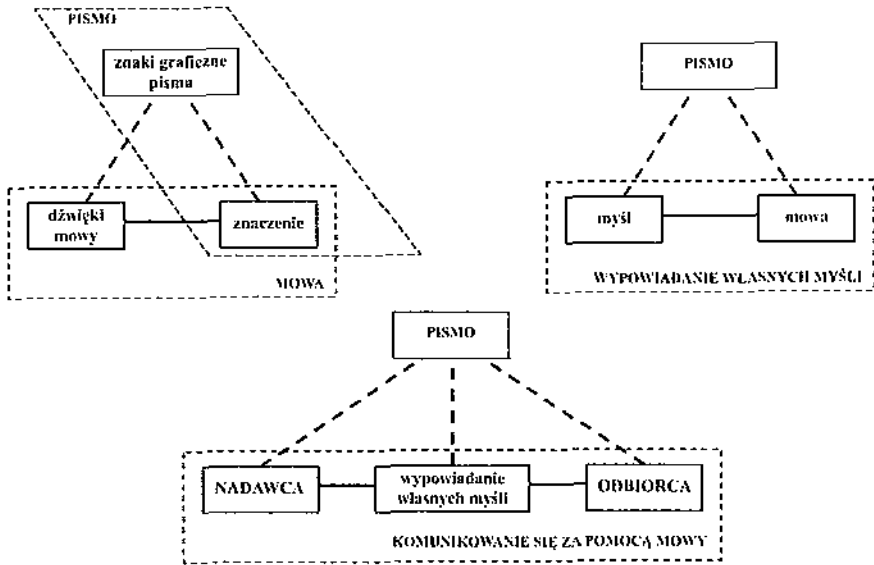 PISMO
znaki graficzne
pisma
dźwięki
mowy
znaczenie
MOWA
PISMO
myśl
mowa
WYPOWIADANIE WŁASNYCH MYŚLI
PISMO
NADAWCA
wypowiadanie
własnych myśli
ODBIORCA
KOMUNIKOWANIE SIĘ ZA POMOCĄ MOWY